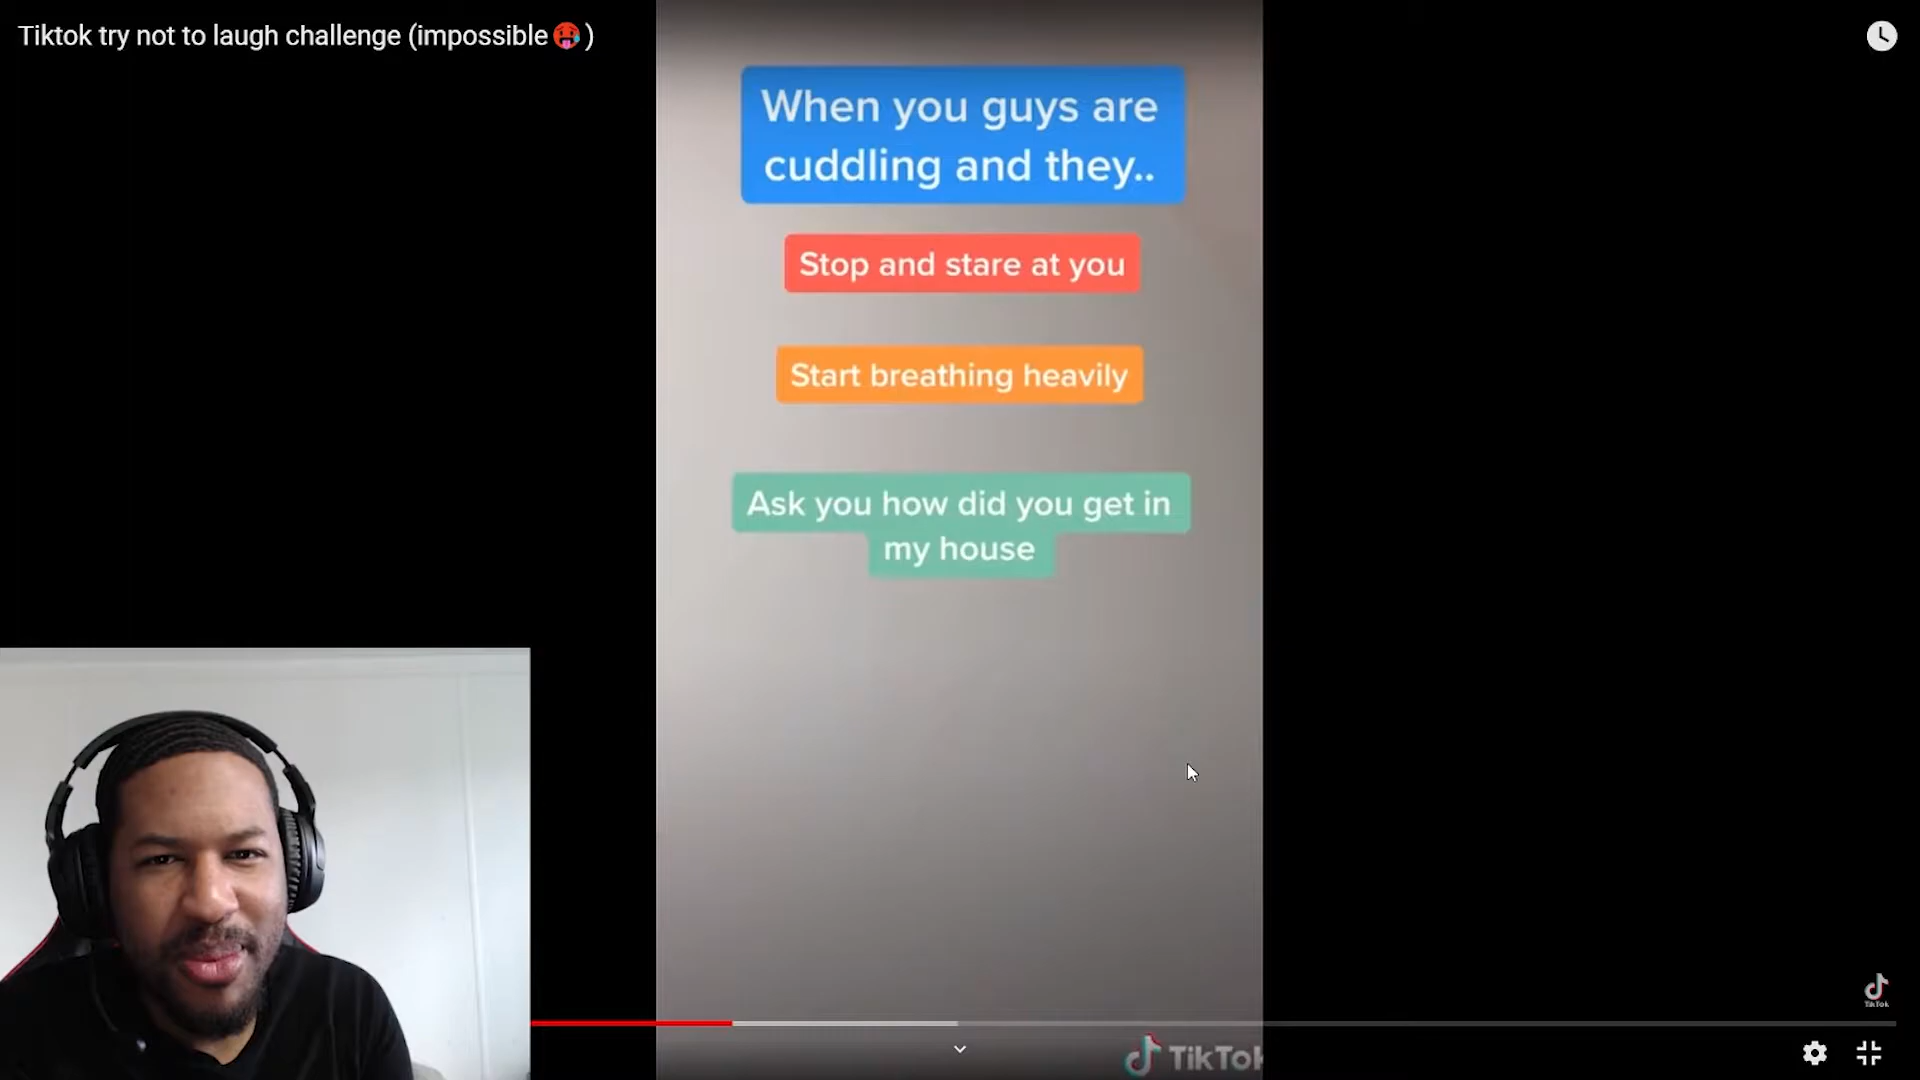 Tiktok try not to laugh challenge (impossible🥵)
When you guys are
cuddling and they..
Stop and stare at you
Start breathing heavily
Ask you how did you get in
my house
TikTok
TikTok